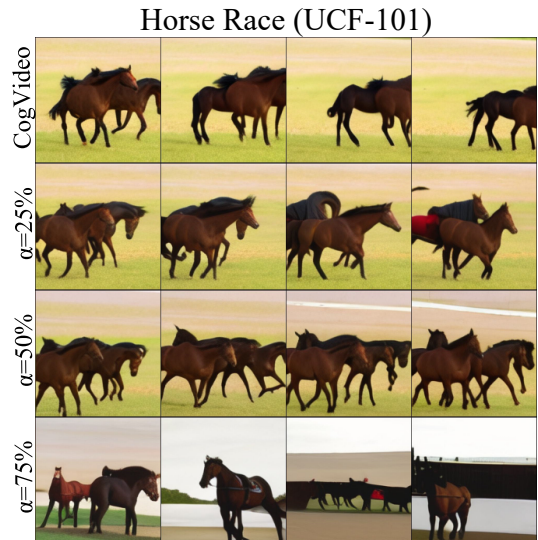 Horse Race (UCF-101)
CogVideo
α=25%
α=50%
α=75%